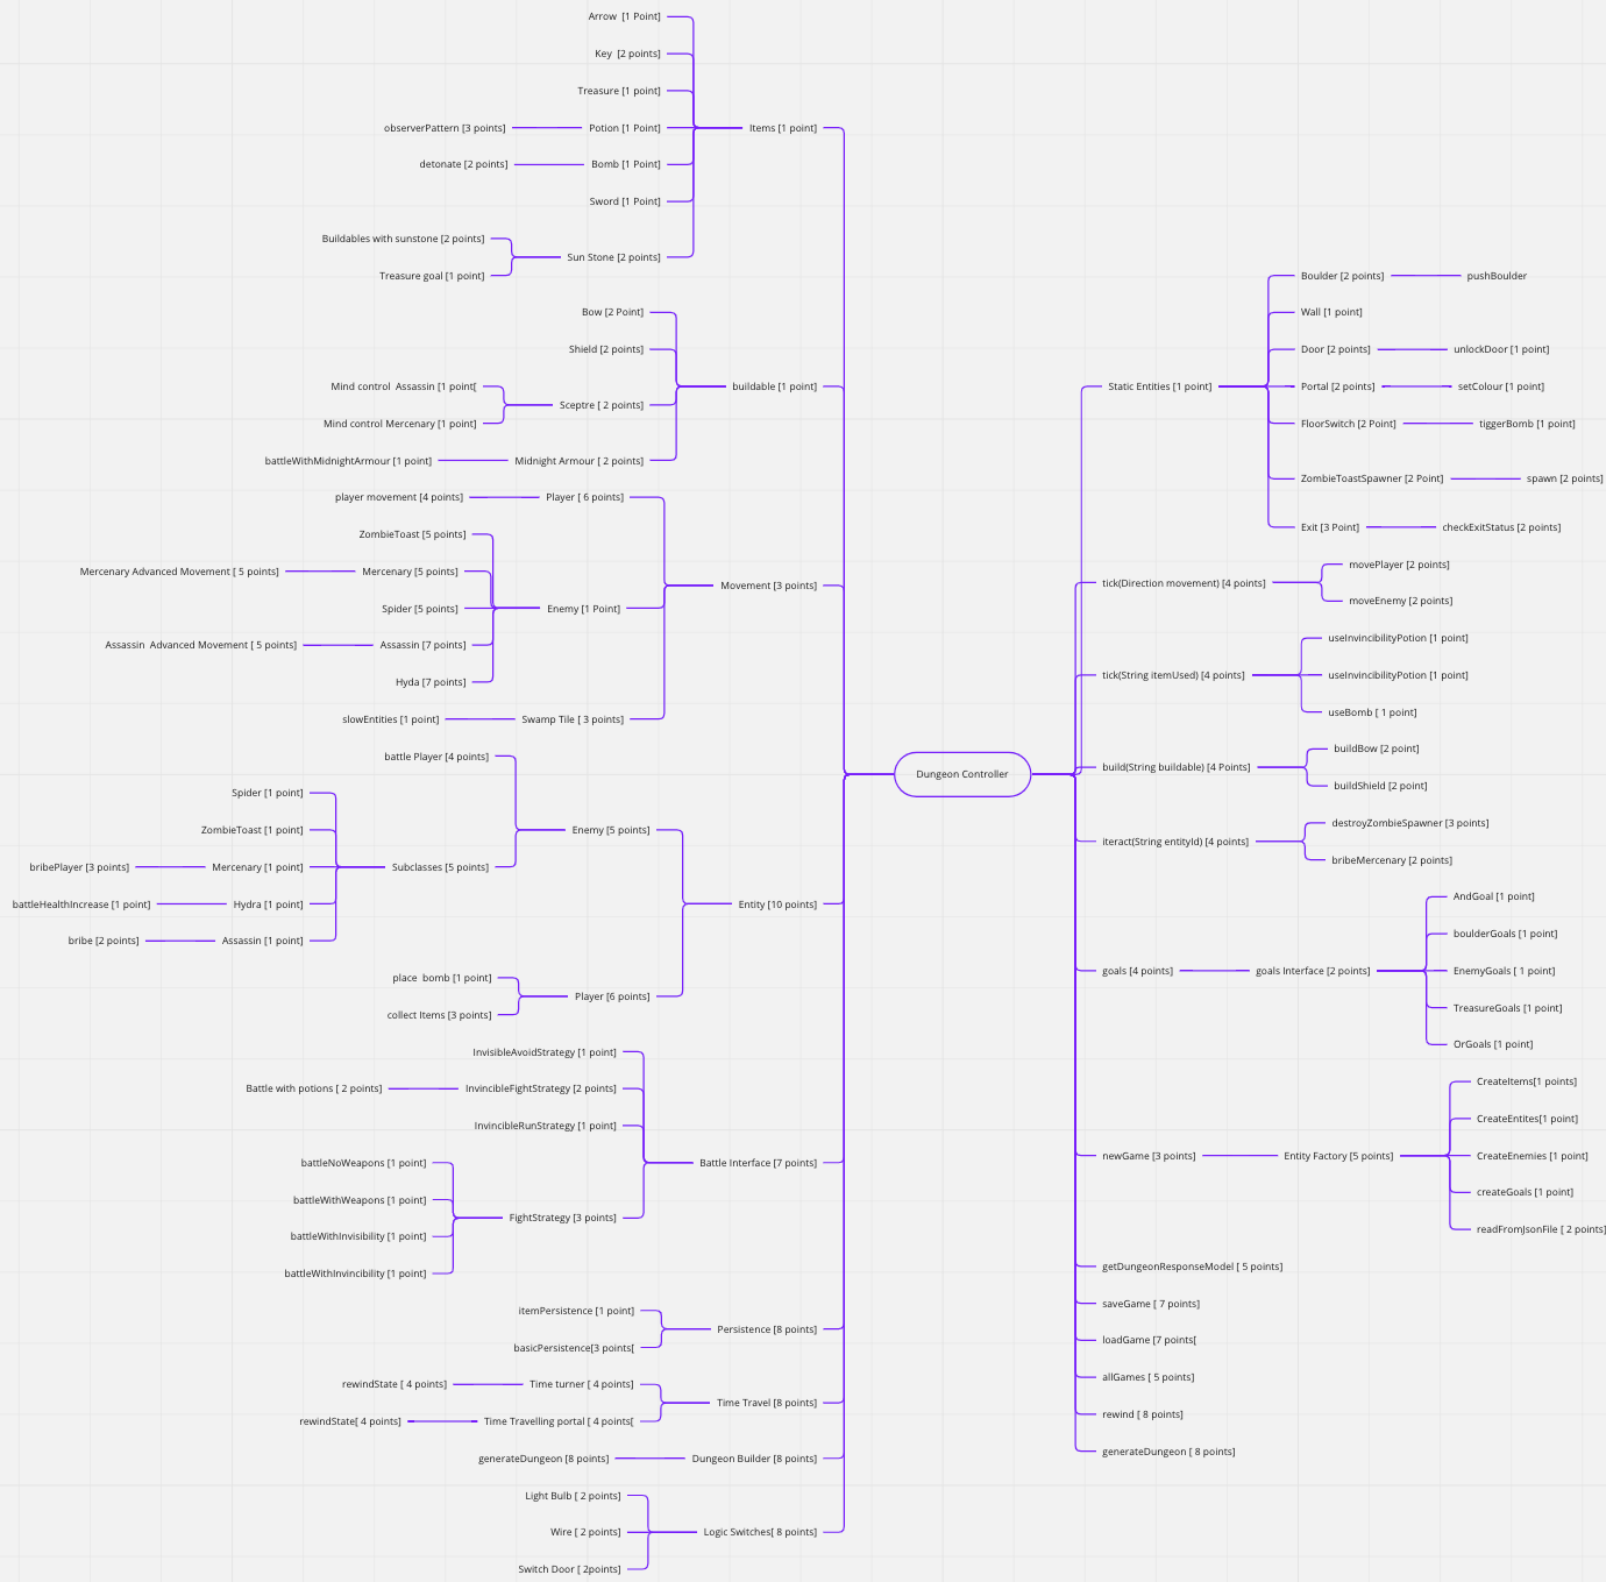 Arrow  [1 Point]
Key  [2 points]
Treasure [1 point]
observerPattern [3 points]
Potion [1 Point]
Items [1 point]
detonate [2 points]
Bomb [1 Point]
Sword [1 Point]
Buildables with sunstone [2 points]
Sun Stone [2 points]
Treasure goal [1 point]
Bow [2 Point]
Shield [2 points]
Mind control  Assassin [1 point[
buildable [1 point]
Sceptre [ 2 points]
Mind control Mercenary [1 point]
battleWithMidnightArmour [1 point]
Midnight Armour [ 2 points]
player movement [4 points]
Player [ 6 points]
ZombieToast [5 points]
Mercenary Advanced Movement [ 5 points]
Mercenary [5 points]
Movement [3 points]
Spider [5 points]
Enemy [1 Point]
Assassin  Advanced Movement [ 5 points]
Assassin [7 points]
Hyda [7 points]
slowEntities [1 point]
Swamp Tile [ 3 points]
battle Player [4 points]
Spider [1 point]
ZombieToast [1 point]
Enemy [5 points]
bribePlayer [3 points]
Mercenary [1 point]
Subclasses [5 points]
battleHealthIncrease [1 point]
Hydra [1 point]
Entity [10 points]
bribe [2 points]
Assassin [1 point]
place  bomb [1 point]
Player [6 points]
collect Items [3 points]
InvisibleAvoidStrategy [1 point]
Battle with potions [ 2 points]
InvincibleFightStrategy [2 points]
InvincibleRunStrategy [1 point]
battleNoWeapons [1 point]
Battle Interface [7 points]
battleWithWeapons [1 point]
FightStrategy [3 points]
battleWithInvisibility [1 point]
battleWithInvincibility [1 point]
itemPersistence [1 point]
Persistence [8 points]
basicPersistence[3 points[
rewindState [ 4 points]
Time turner [ 4 points]
Time Travel [8 points]
rewindState[ 4 points]
Time Travelling portal [ 4 points[
generateDungeon [8 points]
Dungeon Builder [8 points]
Light Bulb [ 2 points]
Wire [ 2 points]
Logic Switches[ 8 points]
Switch Door [ 2points]
Dungeon Controller
Boulder [2 points]
pushBoulder
Wall [1 point]
Door [2 points]
unlockDoor [1 point]
Static Entities [1 point]
Portal [2 points]
setColour [1 point]
FloorSwitch [2 Point]
tiggerBomb [1 point]
ZombieToastSpawner [2 Point]
spawn [2 points]
Exit [3 Point]
checkExitStatus [2 points]
movePlayer [2 points]
tick(Direction movement) [4 points]
moveEnemy [2 points]
useInvincibilityPotion [1 point]
tick(String itemUsed) [4 points]
useInvincibilityPotion [1 point]
useBomb [ 1 point]
buildBow [2 point]
build(String buildable) [4 Points]
buildShield [2 point]
destroyZombieSpawner [3 points]
iteract(String entityId) [4 points]
bribeMercenary [2 points]
AndGoal [1 point]
boulderGoals [1 point]
goals [4 points]
goals Interface [2 points]
EnemyGoals [ 1 point]
TreasureGoals [1 point]
OrGoals [1 point]
CreateItems[1 points]
CreateEntites[1 point]
newGame [3 points]
Entity Factory [5 points]
CreateEnemies [1 point]
createGoals [1 point]
readFromJsonFile [ 2 points]
getDungeonResponseModel [ 5 points]
saveGame [ 7 points]
loadGame [7 points[
allGames [ 5 points]
rewind [ 8 points]
generateDungeon [ 8 points]